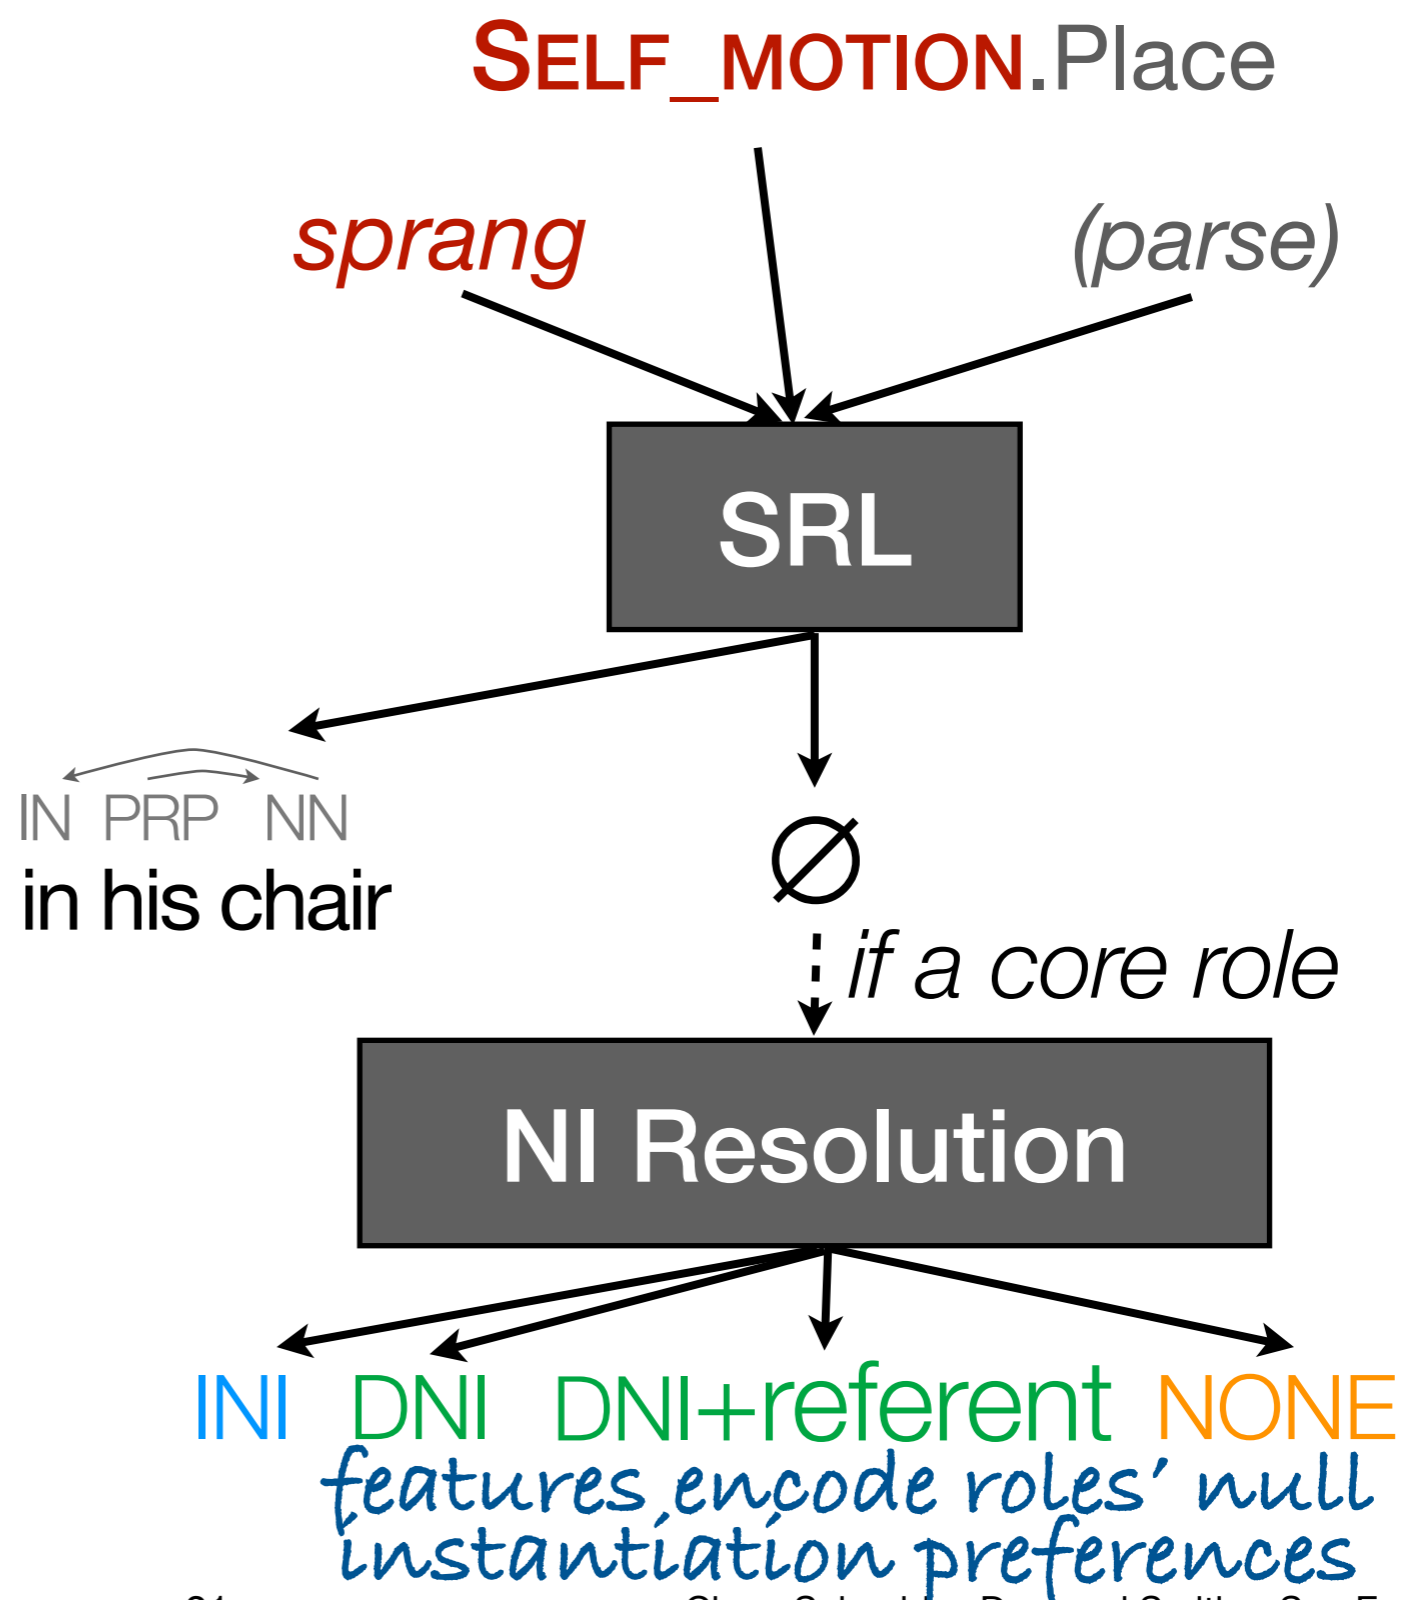 SELF_MOTION.Place
sprang (parse)
SRL
IN PRP NN
in his chair
∅
if a core role
NI Resolution
INI DNI DNI+referent NONE
features encode roles’ null
instantiation preferences